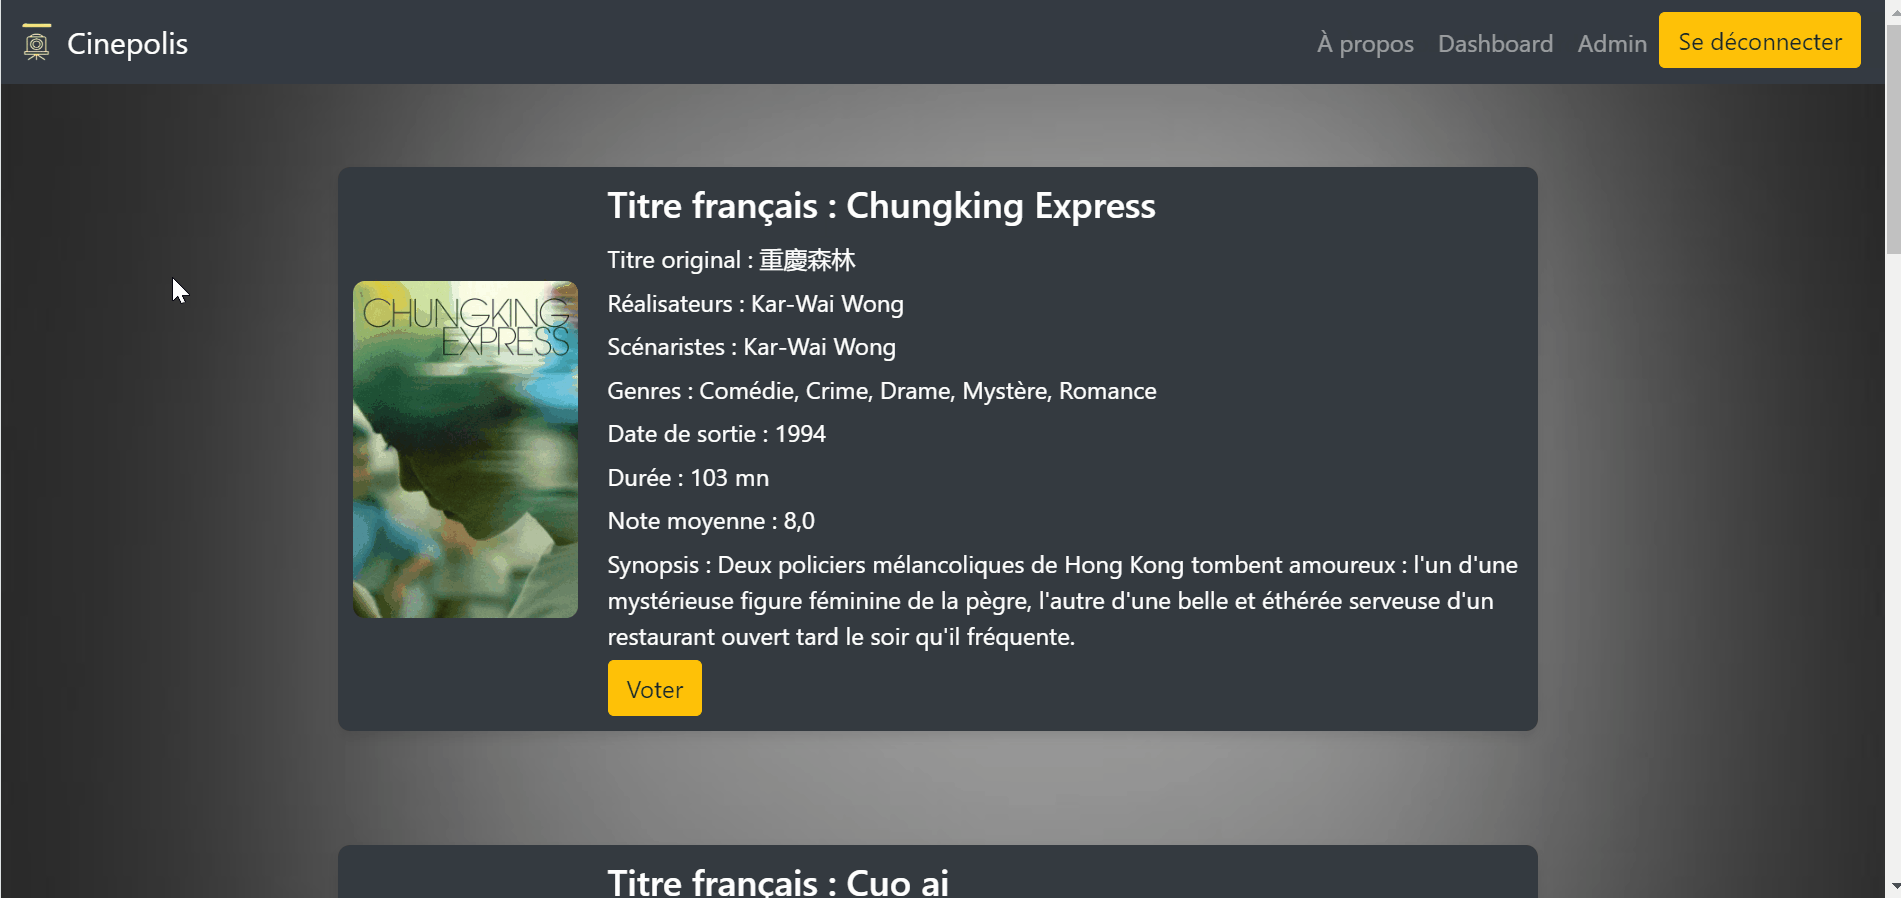 Cinepolis
À propos
Dashboard
Admin
Se déconnecter
Titre français : Chungking Express
Titre original : 重慶森林
Réalisateurs : Kar-Wai Wong
Scénaristes : Kar-Wai Wong
Genres : Comédie, Crime, Drame, Mystère, Romance
Date de sortie : 1994
Durée : 103 mn
Note moyenne : 8,0
Synopsis : Deux policiers mélancoliques de Hong Kong tombent amoureux : l'un d'une
mystérieuse figure féminine de la pègre, l'autre d'une belle et éthérée serveuse d'un
restaurant ouvert tard le soir qu'il fréquente.
Voter
CHUNGKING
EXPRESS
Titre français : Cuo ai